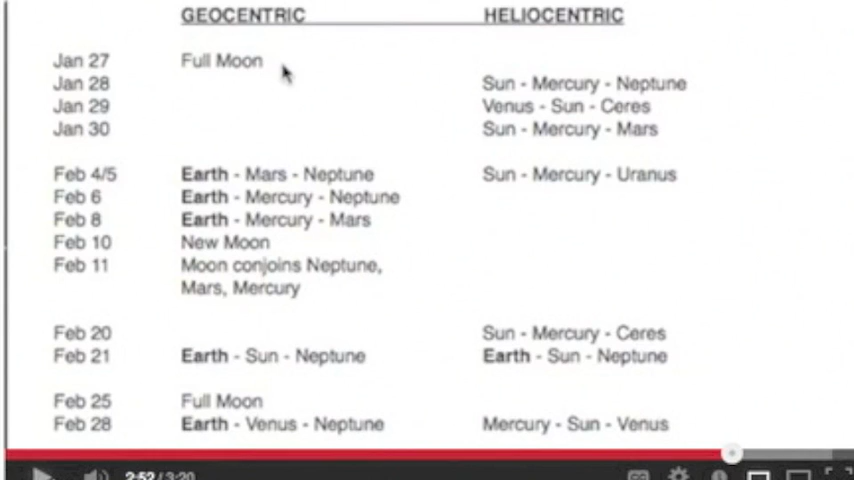 GEOCENTRIC HELIOCENTRIC
Jan 27 Full Moon
Jan 28 Sun - Mercury - Neptune
Jan 29 Venus - Sun - Ceres
Jan 30 Sun - Mercury - Mars
Feb 4/5 Earth - Mars - Neptune Sun - Mercury - Uranus
Feb 6 Earth - Mercury - Neptune
Feb 8 Earth - Mercury - Mars
Feb 10 New Moon
Feb 11 Moon conjoins Neptune,
Mars, Mercury
Feb 20 Sun - Mercury - Ceres
Feb 21 Earth - Sun - Neptune Earth - Sun - Neptune
Feb 25 Full Moon
Feb 28 Earth - Venus - Neptune Mercury - Sun - Venus
2:52 / 3:20